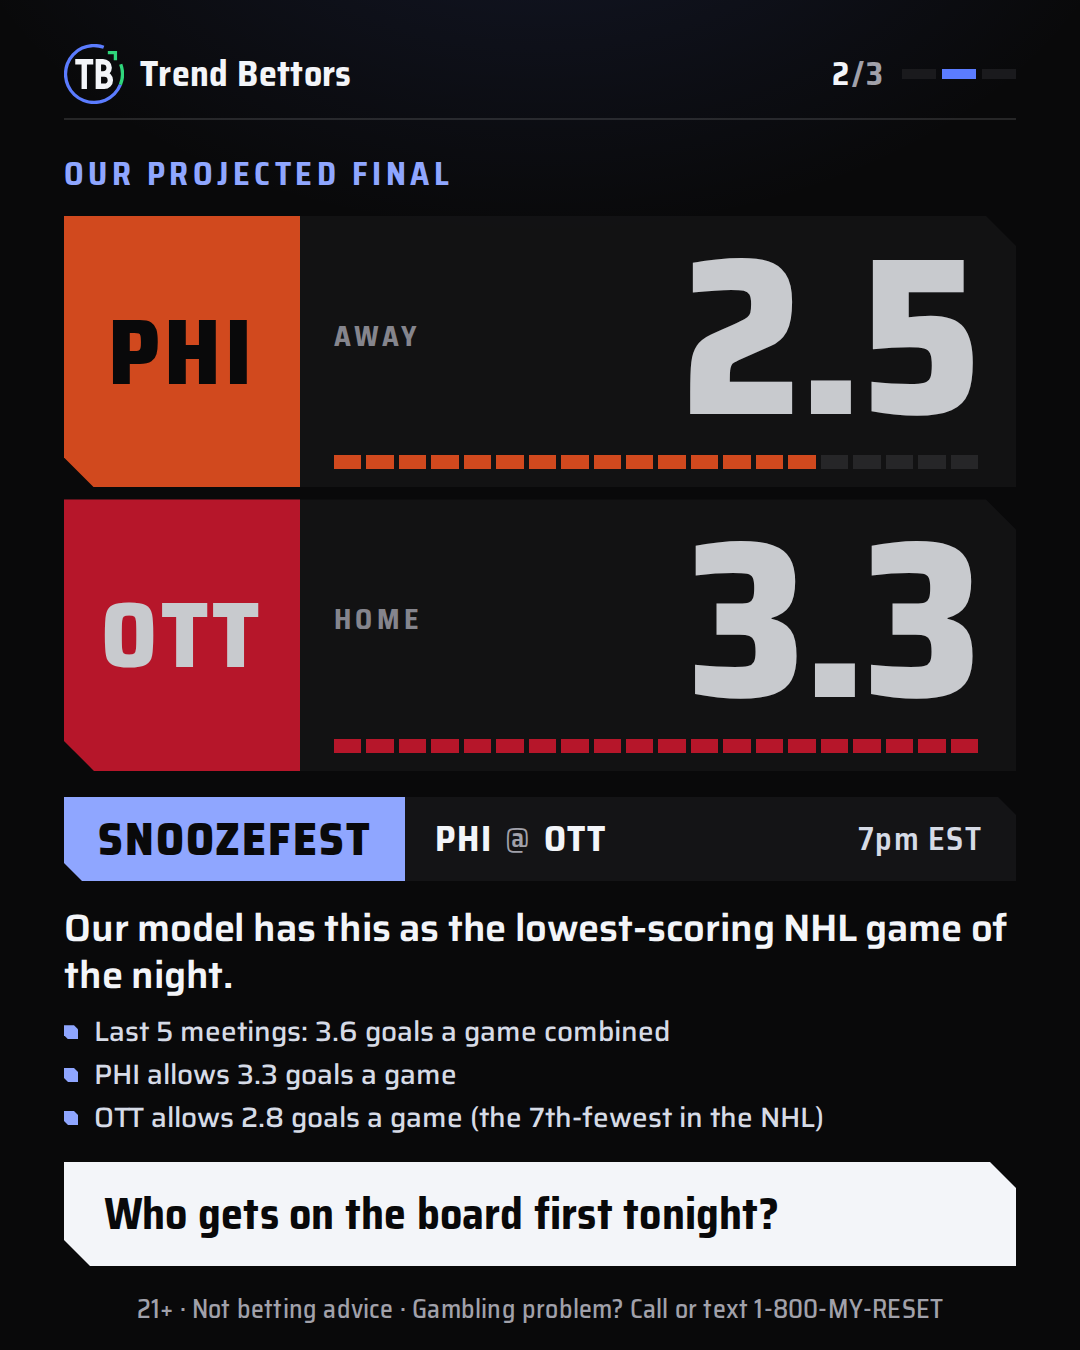 TB Trend Bettors
2/3
OUR PROJECTED FINAL
PHI
AWAY
2.5
OTT
HOME
3.3
SNOOZEFEST PHI @ OTT 7pm EST
Our model has this as the lowest-scoring NHL game of
the night.
Last 5 meetings: 3.6 goals a game combined
PHI allows 3.3 goals a game
OTT allows 2.8 goals a game (the 7th-fewest in the NHL)
Who gets on the board first tonight?
21+ · Not betting advice · Gambling problem? Call or text 1-800-MY-RESET